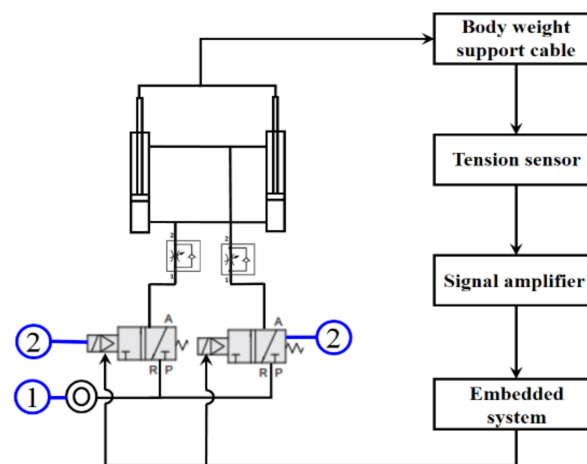 Body weight
support cable
Tension sensor
2
1
2
1
Signal amplifier
A
R P
A
R P
2
2
1
Embedded
system